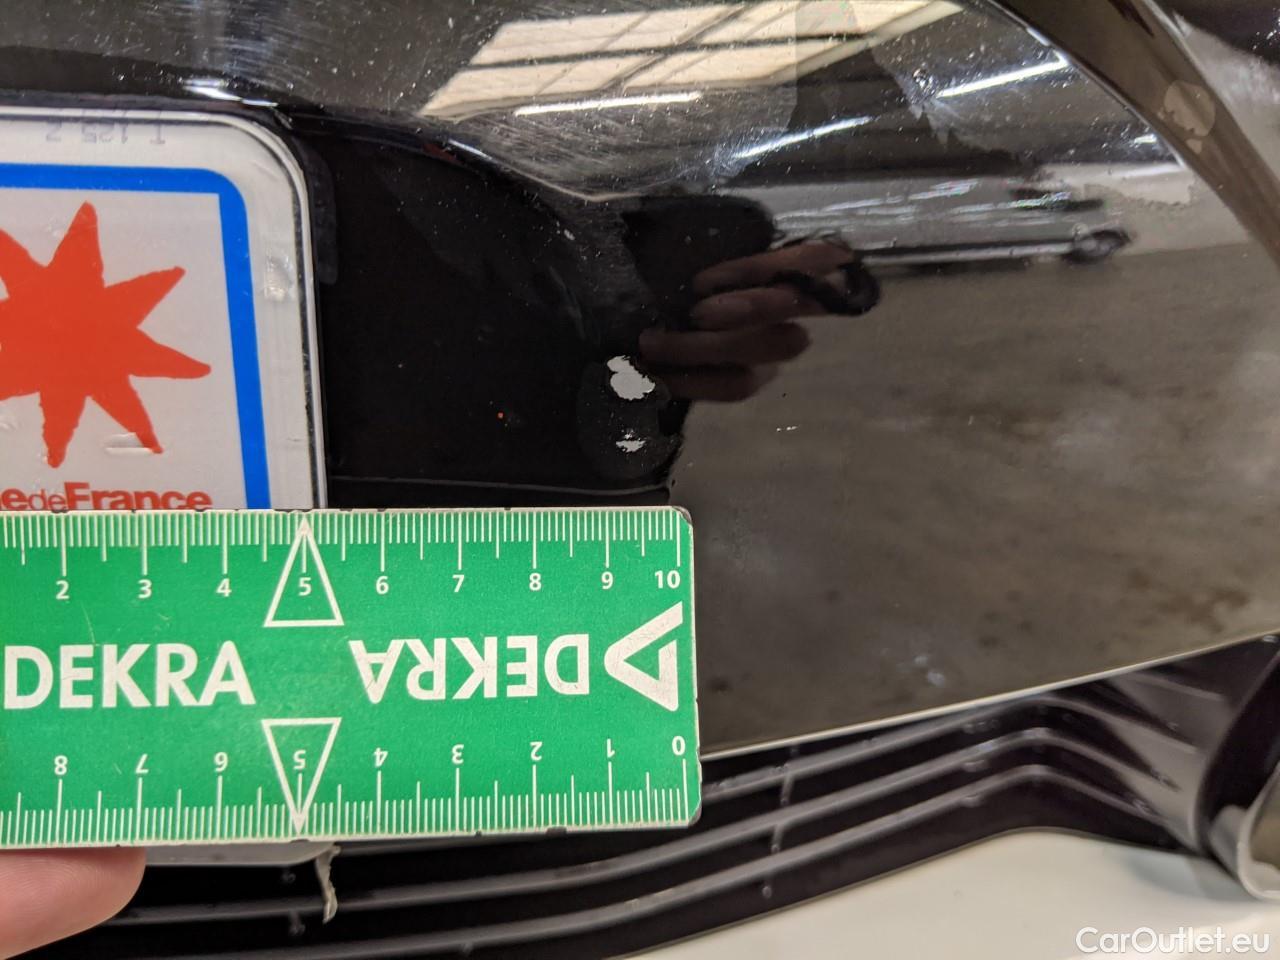 T 125 2
edeFrance
2 3 4 5 6 7 8 9 10
DEKRA DEKRA
8 7 6 5 4 3 2 1 0
CarOutlet.eu